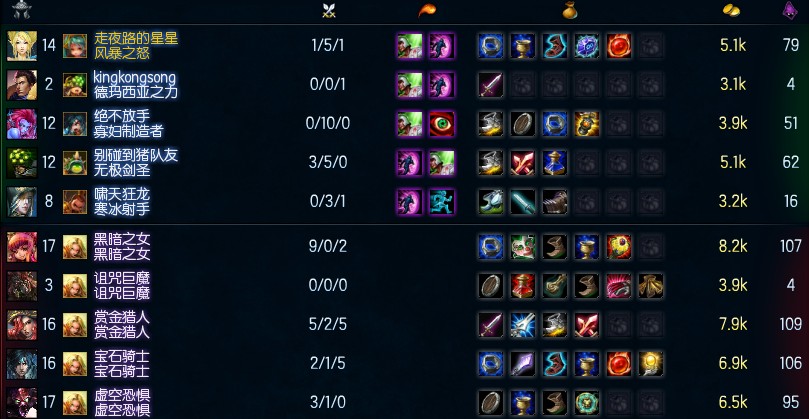 14 走夜路的星星 1/5/1 5.1k 79
风暴之怒
2 kingkongsong 0/0/1 3.1k 4
德玛西亚之力
12 绝不放手 0/10/0 3.9k 51
寡妇制造者
12 别碰到猪队友 3/5/0 5.1k 62
无极剑圣
8 啸天狂龙 0/3/1 3.2k 16
寒冰射手
17 黑暗之女 9/0/2 8.2k 107
黑暗之女
3 诅咒巨魔 0/0/0 3.9k 4
诅咒巨魔
16 赏金猎人 5/2/5 7.9k 109
赏金猎人
16 宝石骑士 2/1/5 6.9k 106
宝石骑士
17 虚空恐惧 3/1/0 6.5k 95
虚空恐惧